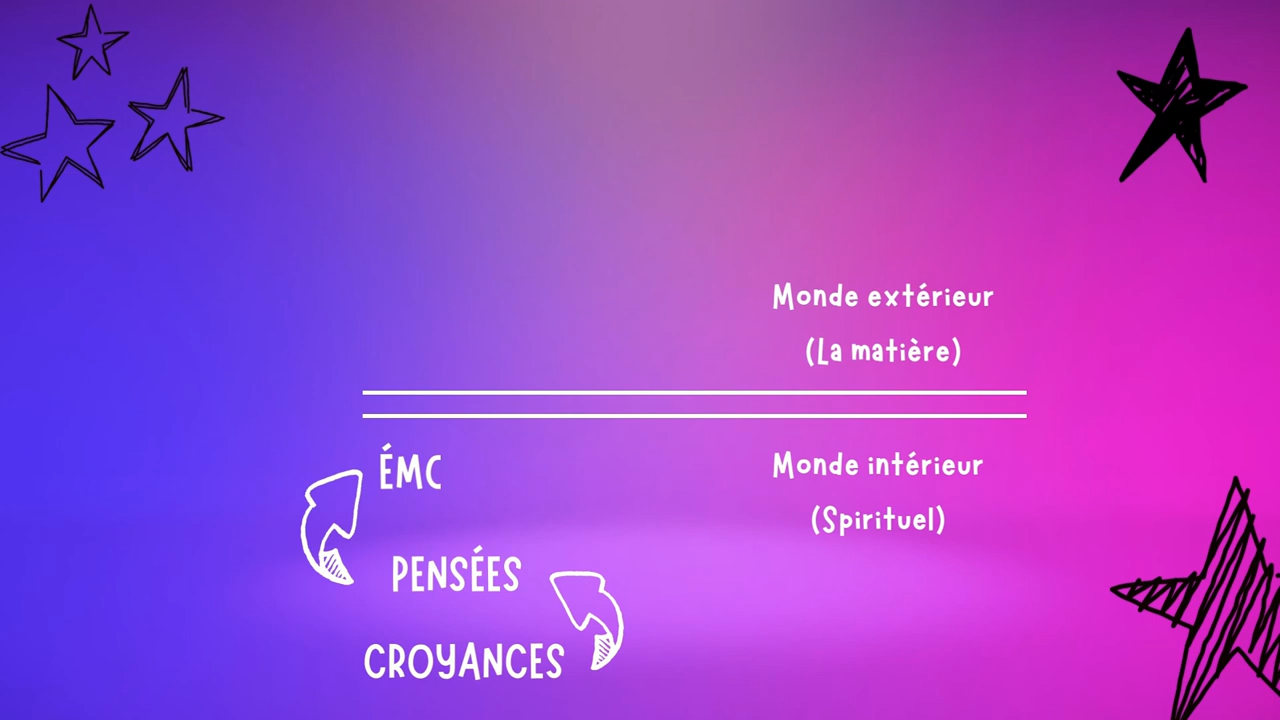 Monde extérieur
(La matière)
ÉMC
Monde intérieur
(Spirituel)
PENSÉES
CROYANCES